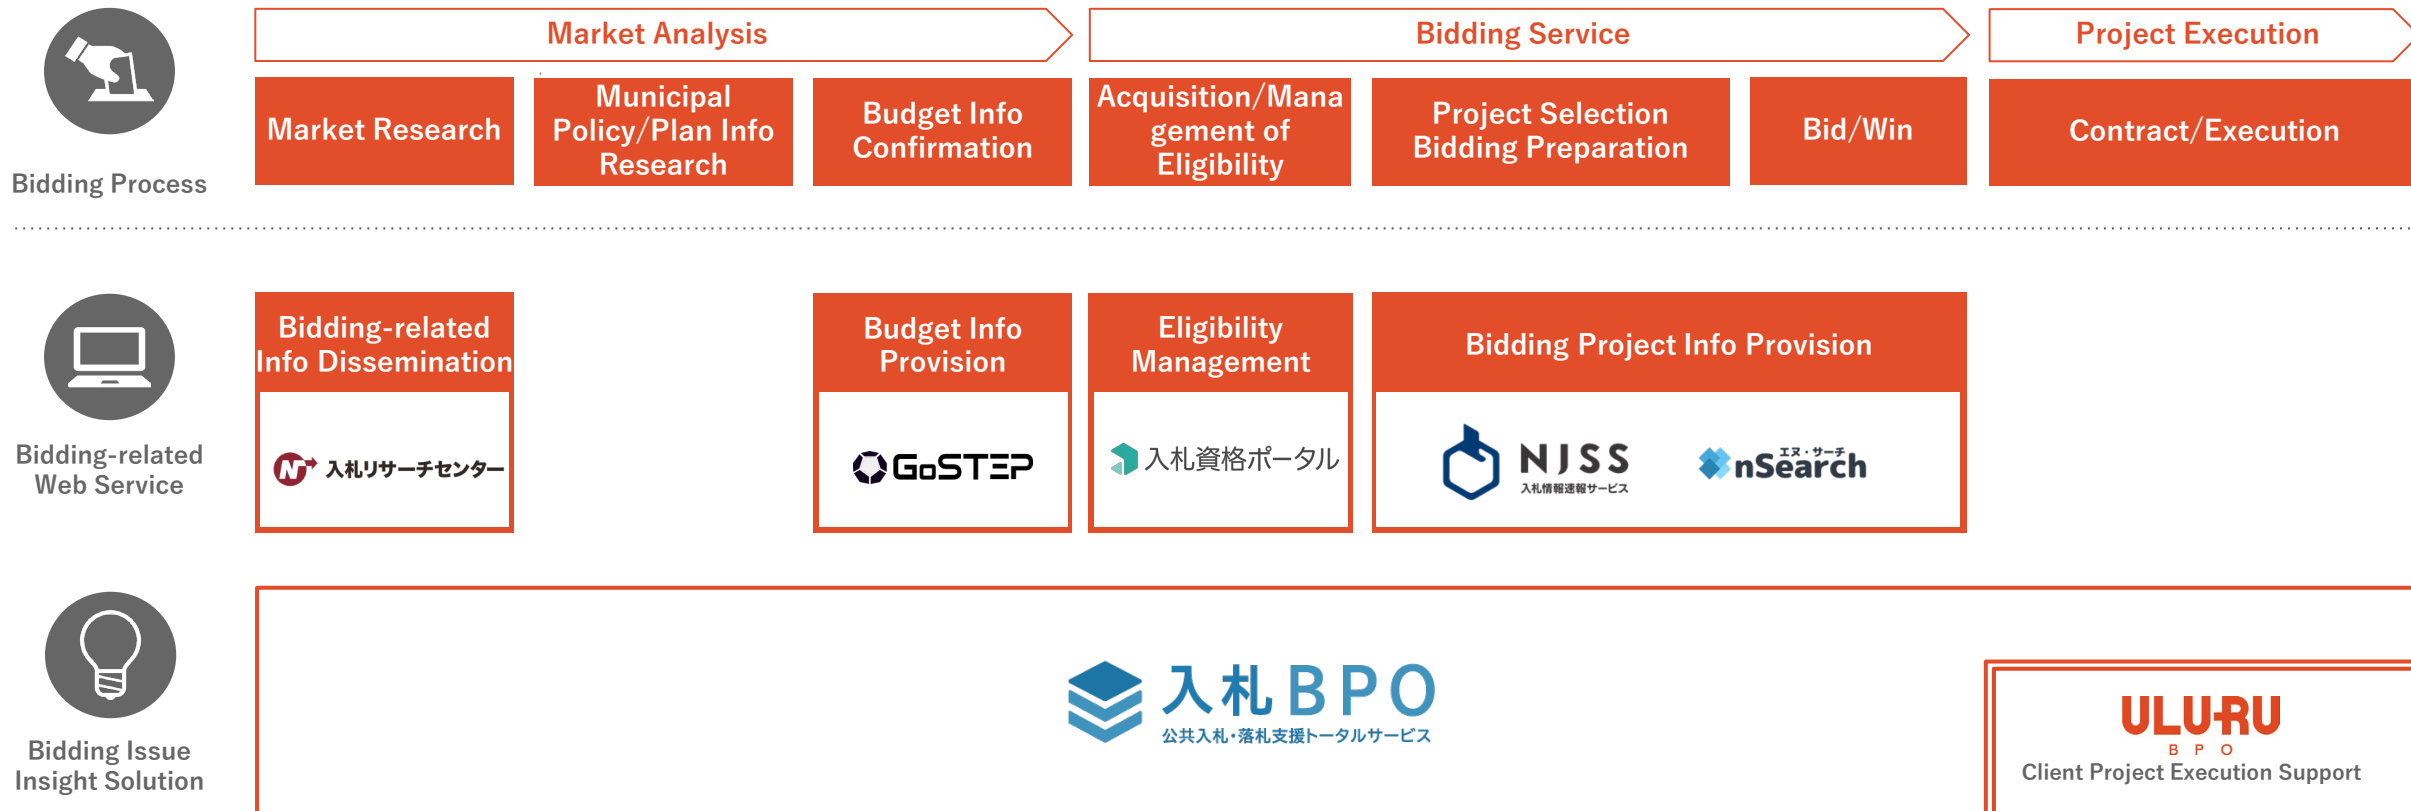 Market Analysis
Bidding Service
Project Execution
Market Research
Municipal
Policy/Plan Info
Research
Budget Info
Confirmation
Acquisition/Mana
gement of
Eligibility
Project Selection
Bidding Preparation
Bid/Win
Contract/Execution
Bidding Process
Bidding-related
Info Dissemination
入札リサーチセンター
Budget Info
Provision
GoSTEP
Eligibility
Management
入札資格ポータル
Bidding Project Info Provision
NJSS
入札情報速報サービス
エヌ・サーチ
nSearch
Bidding-related
Web Service
入札BPO
公共入札・落札支援トータルサービス
ULURU
BPO
Client Project Execution Support
Bidding Issue
Insight Solution